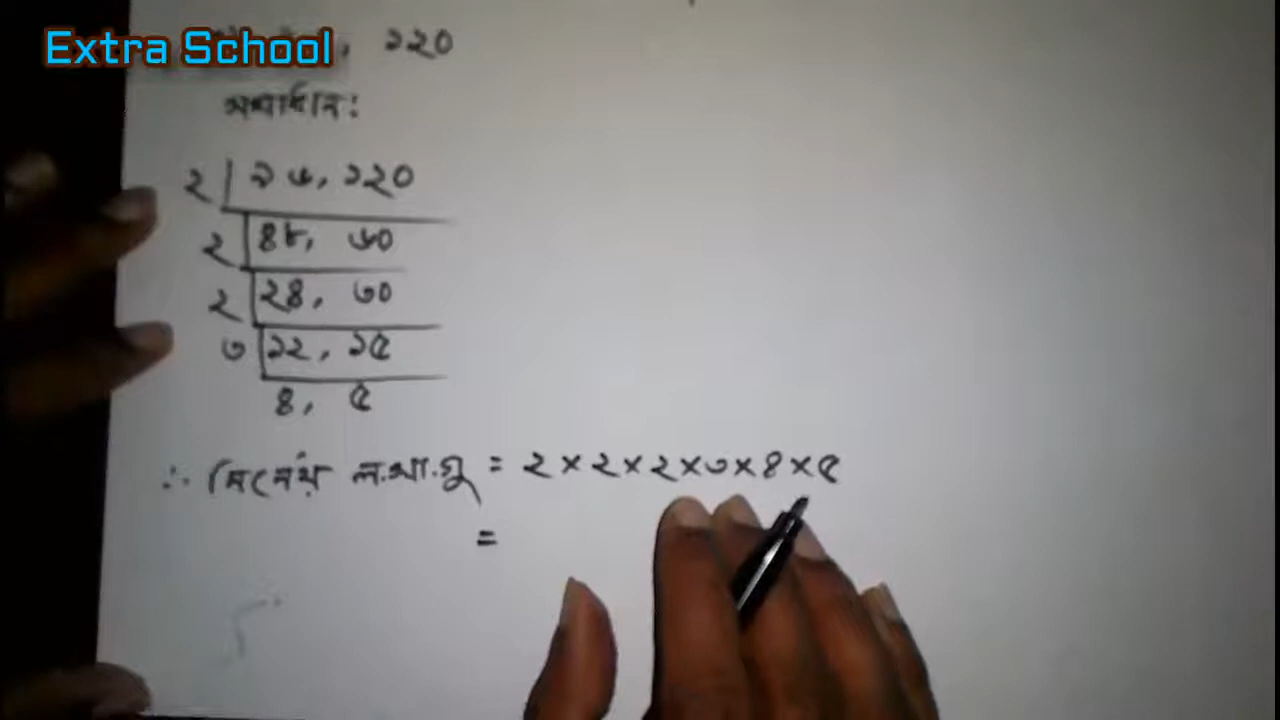 Extra School , ১২০
সমাধান:
২ | ৯৬, ১২০
২ | ৪৮, ৬০
২ | ২৪, ৩০
৩ | ১২, ১৫
৪, ৫
∴ নির্ণেয় ল.সা.গু = ২ × ২ × ২ × ৩ × ৪ × ৫
=